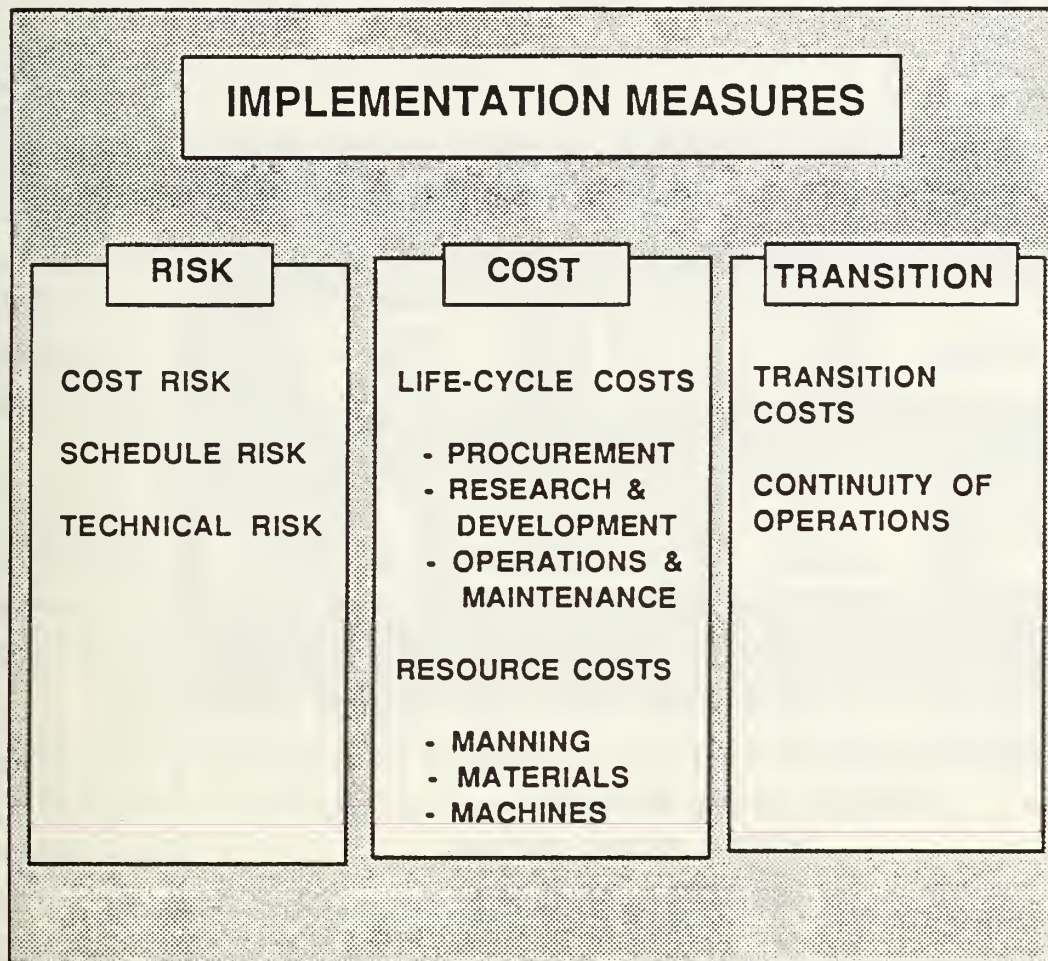 IMPLEMENTATION MEASURES
RISK
COST RISK
SCHEDULE RISK
TECHNICAL RISK
COST
LIFE-CYCLE COSTS
- PROCUREMENT
- RESEARCH &
DEVELOPMENT
- OPERATIONS &
MAINTENANCE
RESOURCE COSTS
- MANNING
- MATERIALS
- MACHINES
TRANSITION
TRANSITION
COSTS
CONTINUITY OF
OPERATIONS